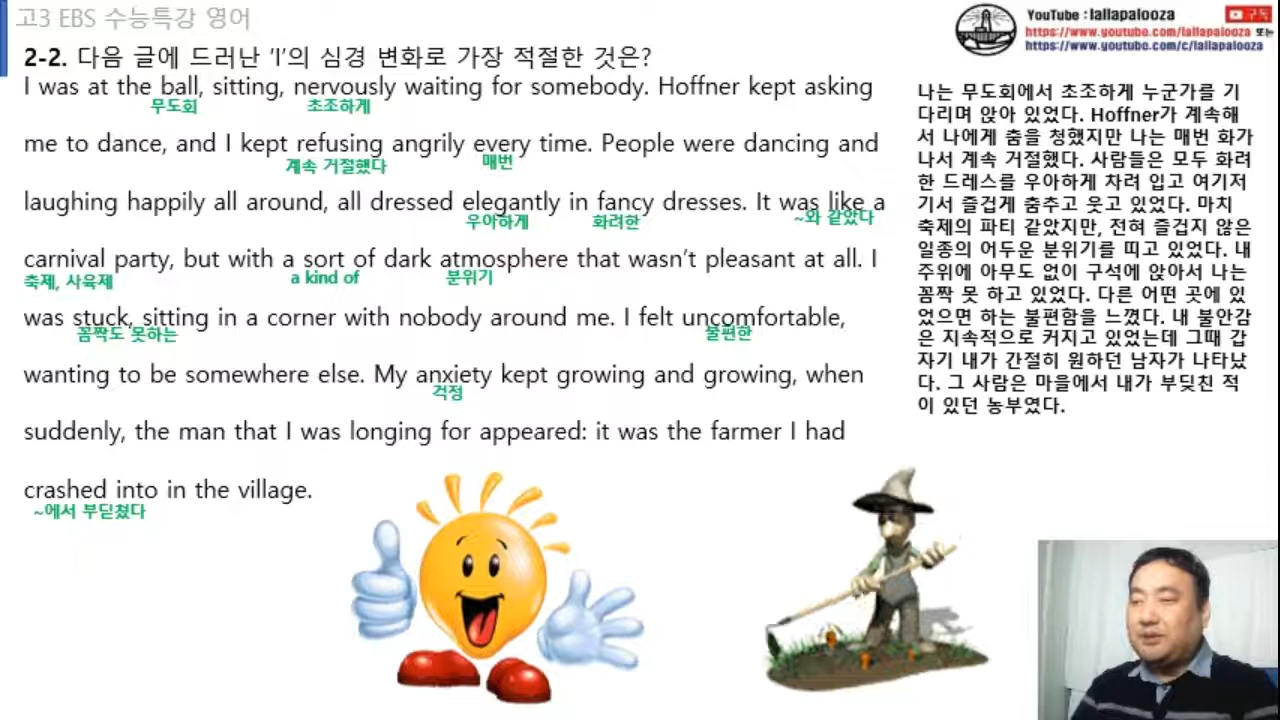 고3 EBS 수능특강 영어
YouTube : lallapalooza
구독
https://www.youtube.com/lallapalooza 또는
https://www.youtube.com/c/lallapalooza
2-2. 다음 글에 드러난 'I'의 심경 변화로 가장 적절한 것은?
I was at the ball, sitting, nervously waiting for somebody. Hoffner kept asking
무도회 초조하게
me to dance, and I kept refusing angrily every time. People were dancing and
계속 거절했다 매번
laughing happily all around, all dressed elegantly in fancy dresses. It was like a
우아하게 화려한 ~와 같았다
carnival party, but with a sort of dark atmosphere that wasn't pleasant at all. I
축제, 사육제 a kind of 분위기
was stuck, sitting in a corner with nobody around me. I felt uncomfortable,
꼼짝도 못하는 불편한
wanting to be somewhere else. My anxiety kept growing and growing, when
걱정
suddenly, the man that I was longing for appeared: it was the farmer I had
crashed into in the village.
~에서 부딛쳤다
나는 무도회에서 초조하게 누군가를 기
다리며 앉아 있었다. Hoffner가 계속해
서 나에게 춤을 청했지만 나는 매번 화가
나서 계속 거절했다. 사람들은 모두 화려
한 드레스를 우아하게 차려 입고 여기저
기서 즐겁게 춤추고 웃고 있었다. 마치
축제의 파티 같았지만, 전혀 즐겁지 않은
일종의 어두운 분위기를 띠고 있었다. 내
주위에 아무도 없이 구석에 앉아서 나는
꼼짝 못 하고 있었다. 다른 어떤 곳에 있
었으면 하는 불편함을 느꼈다. 내 불안감
은 지속적으로 커지고 있었는데 그때 갑
자기 내가 간절히 원하던 남자가 나타났
다. 그 사람은 마을에서 내가 부딪친 적
이 있던 농부였다.